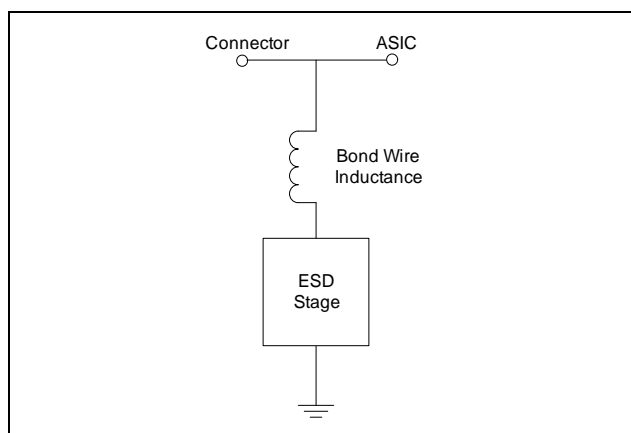 Connector
ASIC
Bond Wire
Inductance
ESD
Stage